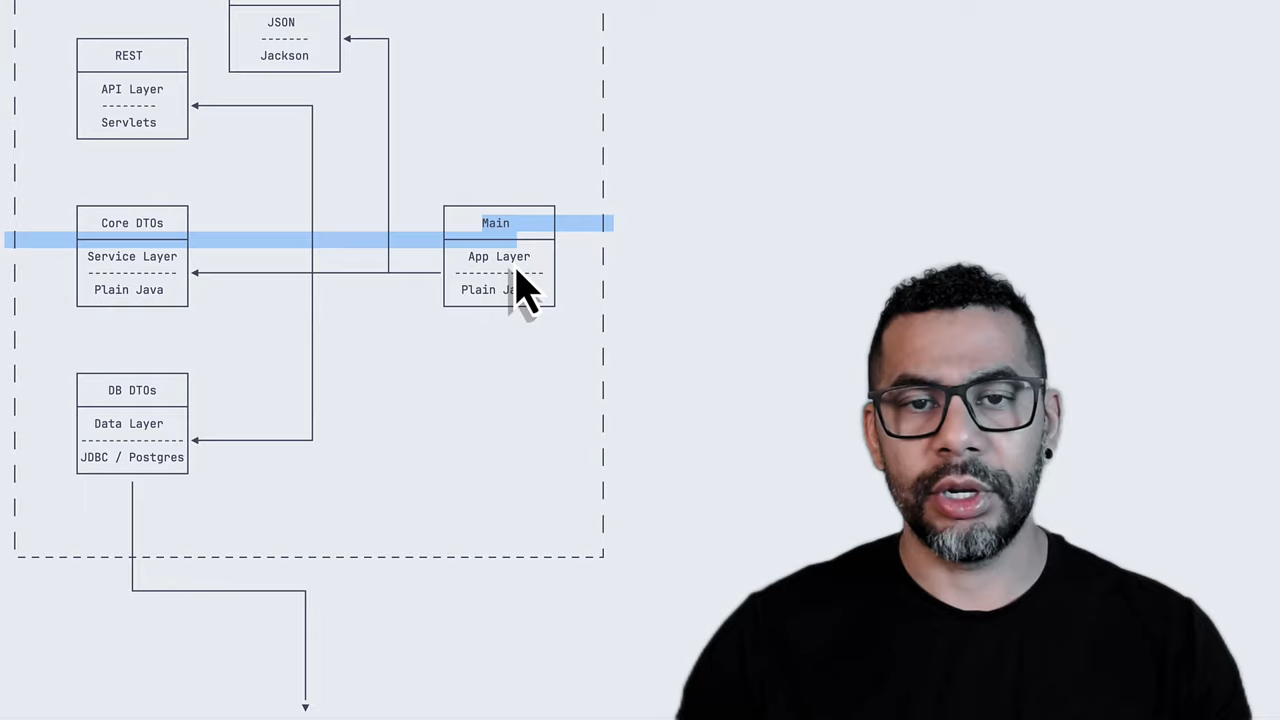 JSON
-------
Jackson
REST
API Layer
--------
Servlets
Core DTOs
Service Layer
-------------
Plain Java
Main
App Layer
-------------
Plain
DB DTOs
Data Layer
---------------
JDBC / Postgres